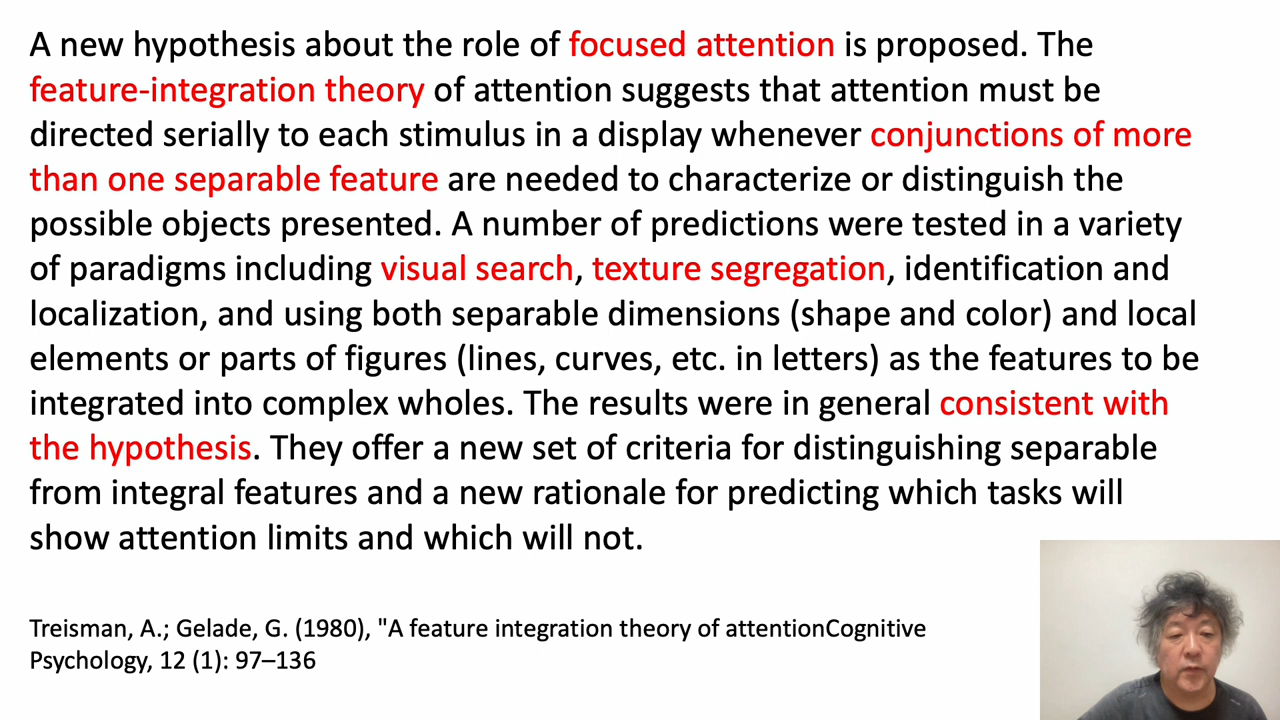 A new hypothesis about the role of focused attention is proposed. The
feature-integration theory of attention suggests that attention must be
directed serially to each stimulus in a display whenever conjunctions of more
than one separable feature are needed to characterize or distinguish the
possible objects presented. A number of predictions were tested in a variety
of paradigms including visual search, texture segregation, identification and
localization, and using both separable dimensions (shape and color) and local
elements or parts of figures (lines, curves, etc. in letters) as the features to be
integrated into complex wholes. The results were in general consistent with
the hypothesis. They offer a new set of criteria for distinguishing separable
from integral features and a new rationale for predicting which tasks will
show attention limits and which will not.
Treisman, A.; Gelade, G. (1980), "A feature integration theory of attentionCognitive
Psychology, 12 (1): 97–136